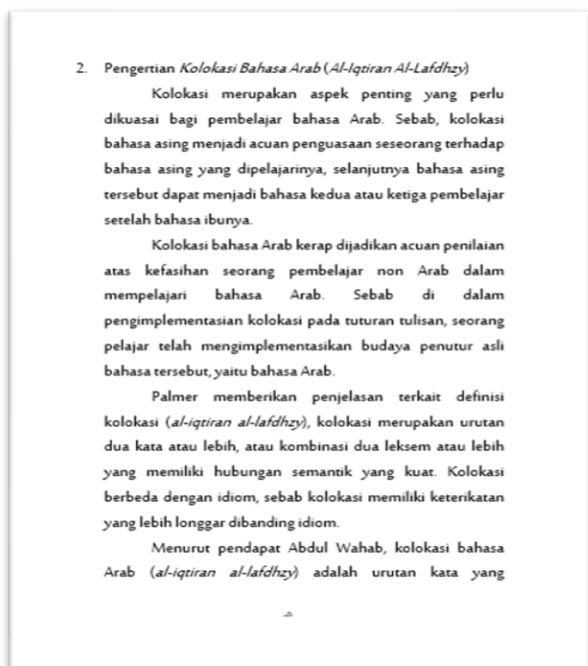 2. Pengertian Kolokasi Bahasa Arab (Al-Iqtiran Al-Lafdhzy)
Kolokasi merupakan aspek penting yang perlu
dikuasai bagi pembelajar bahasa Arab. Sebab, kolokasi
bahasa asing menjadi acuan penguasaan seseorang terhadap
bahasa asing yang dipelajarinya, selanjutnya bahasa asing
tersebut dapat menjadi bahasa kedua atau ketiga pembelajar
setelah bahasa ibunya.
Kolokasi bahasa Arab kerap dijadikan acuan penilaian
atas kefasihan seorang pembelajar non Arab dalam
mempelajari bahasa Arab. Sebab di dalam
pengimplementasian kolokasi pada tuturan tulisan, seorang
pelajar telah mengimplementasikan budaya penutur asli
bahasa tersebut, yaitu bahasa Arab.
Palmer memberikan penjelasan terkait definisi
kolokasi (al-iqtiran al-lafdhzy), kolokasi merupakan urutan
dua kata atau lebih, atau kombinasi dua leksem atau lebih
yang memiliki hubungan semantik yang kuat. Kolokasi
berbeda dengan idiom, sebab kolokasi memiliki keterikatan
yang lebih longgar dibanding idiom.
Menurut pendapat Abdul Wahab, kolokasi bahasa
Arab (al-iqtiran al-lafdhzy) adalah urutan kata yang